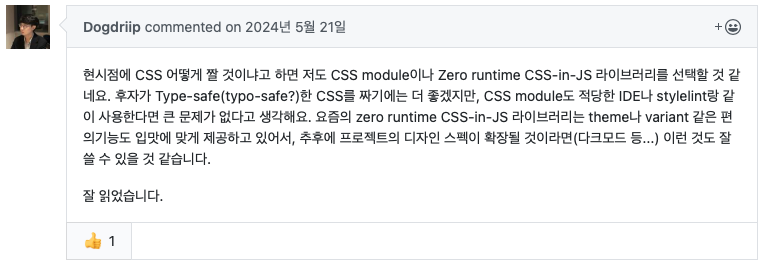 Dogdriip commented on 2024년 5월 21일
현시점에 CSS 어떻게 짤 것이냐고 하면 저도 CSS module이나 Zero runtime CSS-in-JS 라이브러리를 선택할 것 같
네요. 후자가 Type-safe(typo-safe?)한 CSS를 짜기에는 더 좋겠지만, CSS module도 적당한 IDE나 stylelint랑 같
이 사용한다면 큰 문제가 없다고 생각해요. 요즘의 zero runtime CSS-in-JS 라이브러리는 theme나 variant 같은 편
의기능도 입맛에 맞게 제공하고 있어서, 추후에 프로젝트의 디자인 스펙이 확장될 것이라면(다크모드 등...) 이런 것도 잘
쓸 수 있을 것 같습니다.
잘 읽었습니다.
👍 1